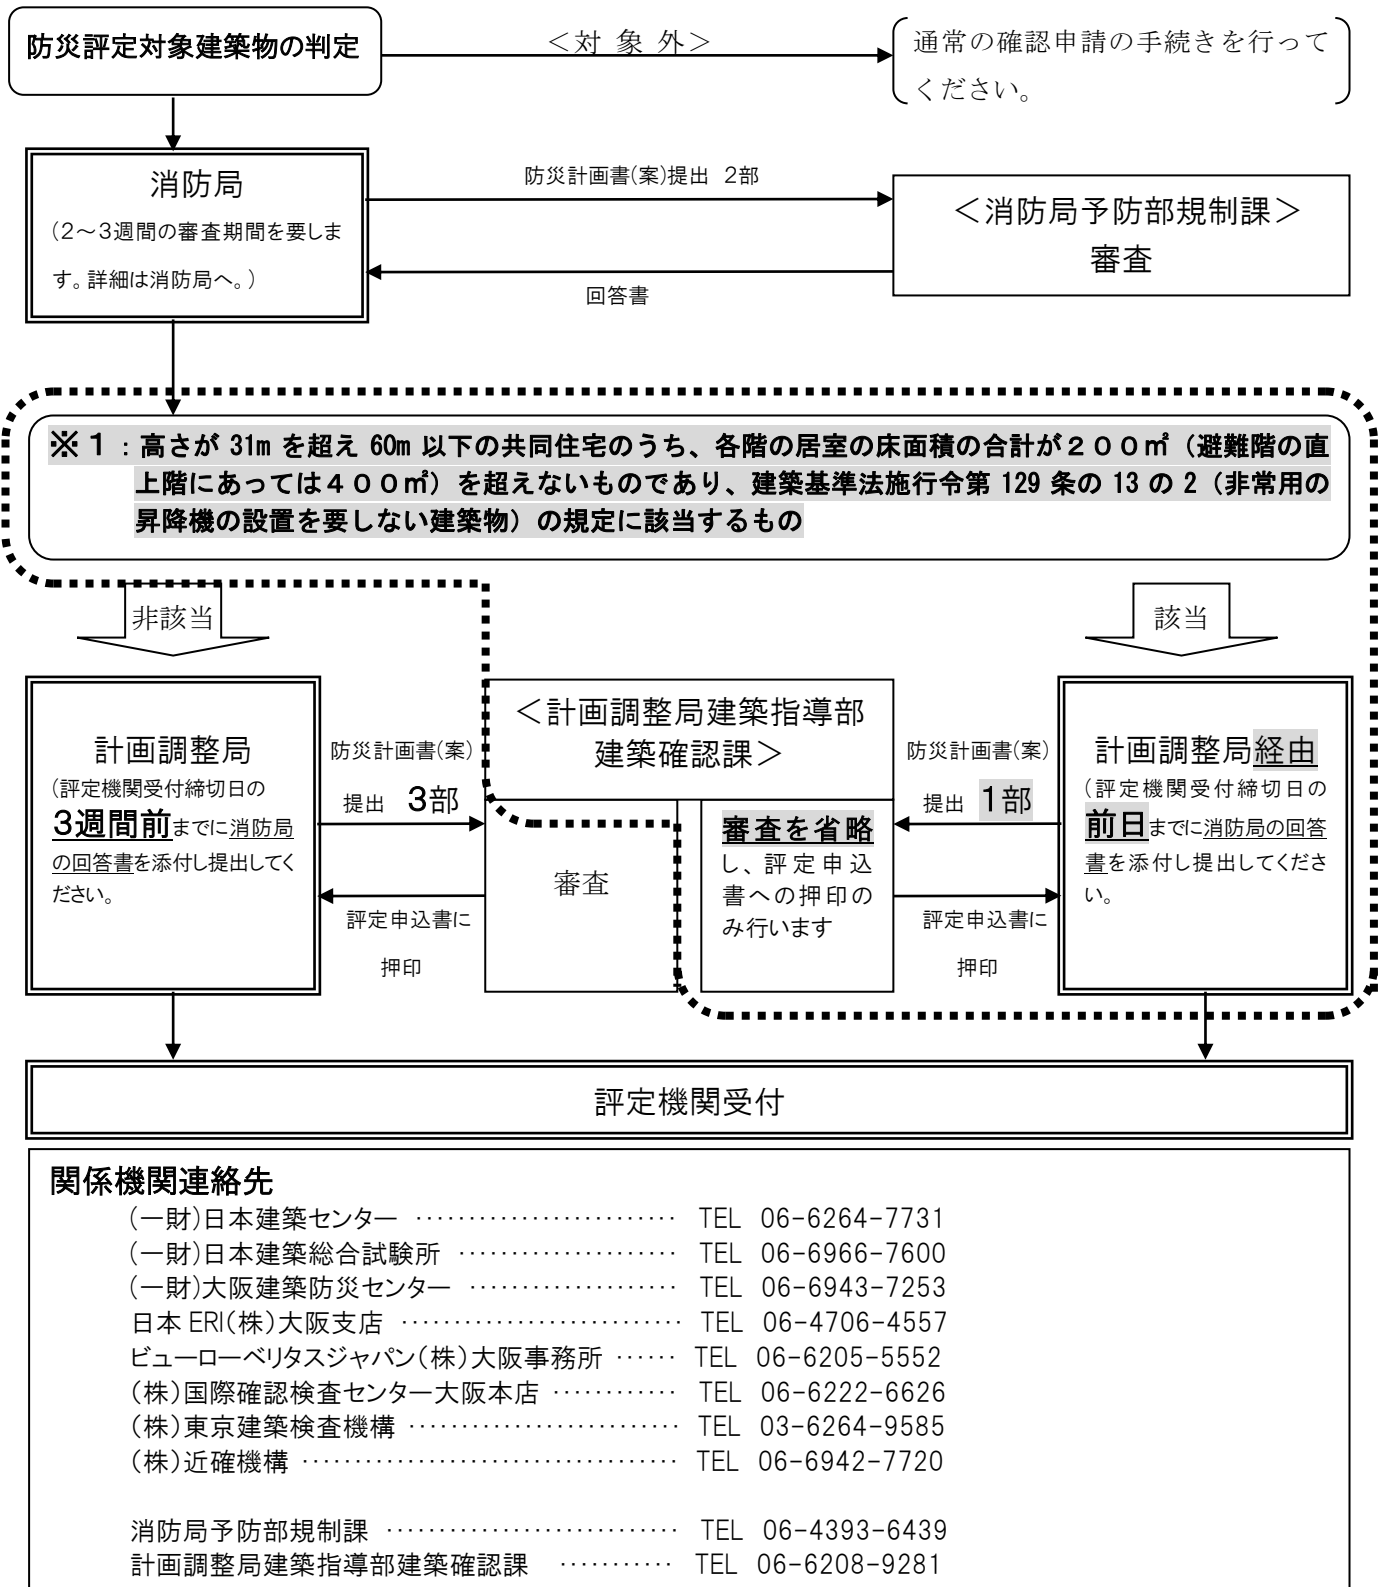 防災評定対象建築物の判定
＜対 象 外＞
通常の確認申請の手続きを行って
ください。
消防局
(2～3週間の審査期間を要しま
す。詳細は消防局へ。)
防災計画書(案)提出 2部
＜消防局予防部規制課＞
審査
回答書
※１：高さが 31m を超え 60m 以下の共同住宅のうち、各階の居室の床面積の合計が２００㎡（避難階の直
上階にあっては４００㎡）を超えないものであり、建築基準法施行令第 129 条の 13 の 2（非常用の
昇降機の設置を要しない建築物）の規定に該当するもの
非該当
該当
計画調整局
(評定機関受付締切日の
3週間前までに消防局
の回答書を添付し提出してく
ださい。
防災計画書(案)
提出 3部
評定申込書に
押印
＜計画調整局建築指導部
建築確認課＞
審査
審査を省略
し、評定申込
書への押印の
み行います
防災計画書(案)
提出 1部
評定申込書に
押印
計画調整局経由
(評定機関受付締切日の
前日までに消防局の回答
書を添付し提出してくださ
い。
評定機関受付
関係機関連絡先
(一財)日本建築センター ························ TEL 06-6264-7731
(一財)日本建築総合試験所 ···················· TEL 06-6966-7600
(一財)大阪建築防災センター ··················· TEL 06-6943-7253
日本 ERI(株)大阪支店 ·························· TEL 06-4706-4557
ビューローベリタスジャパン(株)大阪事務所 ······ TEL 06-6205-5552
(株)国際確認検査センター大阪本店 ············ TEL 06-6222-6626
(株)東京建築検査機構 ························· TEL 03-6264-9585
(株)近確機構 ·································· TEL 06-6942-7720
消防局予防部規制課 ··························· TEL 06-4393-6439
計画調整局建築指導部建築確認課 ··········· TEL 06-6208-9281